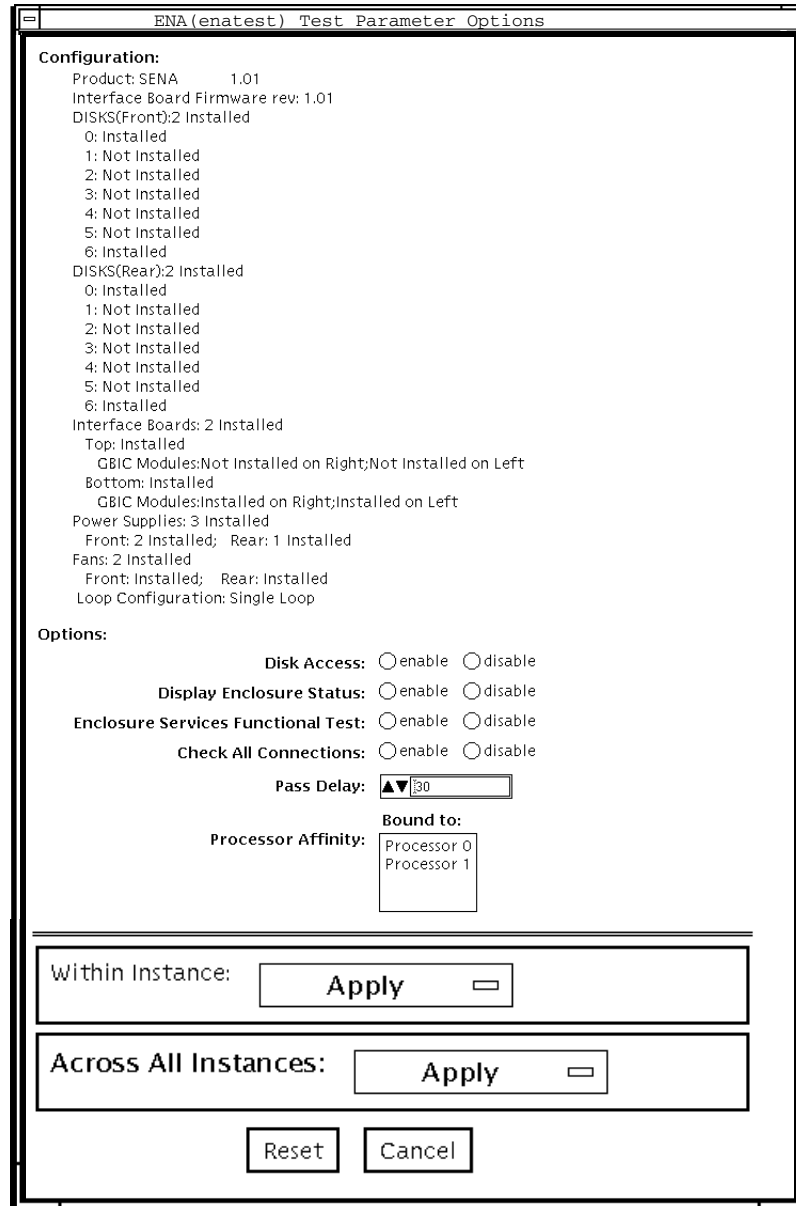 ENA(enatest) Test Parameter Options
Configuration:
Product: SENA 1.01
Interface Board Firmware rev: 1.01
DISKS(Front):2 Installed
0: Installed
1: Not Installed
2: Not Installed
3: Not Installed
4: Not Installed
5: Not Installed
6: Installed
DISKS(Rear):2 Installed
0: Installed
1: Not Installed
2: Not Installed
3: Not Installed
4: Not Installed
5: Not Installed
6: Installed
Interface Boards: 2 Installed
Top: Installed
GBIC Modules:Not Installed on Right;Not Installed on Left
Bottom: Installed
GBIC Modules:Installed on Right;Installed on Left
Power Supplies: 3 Installed
Front: 2 Installed; Rear: 1 Installed
Fans: 2 Installed
Front: Installed; Rear: Installed
Loop Configuration: Single Loop
Options:
Disk Access: enable disable
Display Enclosure Status: enable disable
Enclosure Services Functional Test: enable disable
Check All Connections: enable disable
Pass Delay: 30
Bound to:
Processor Affinity: Processor 0
Processor 1
Within Instance: Apply
Across All Instances: Apply
Reset Cancel